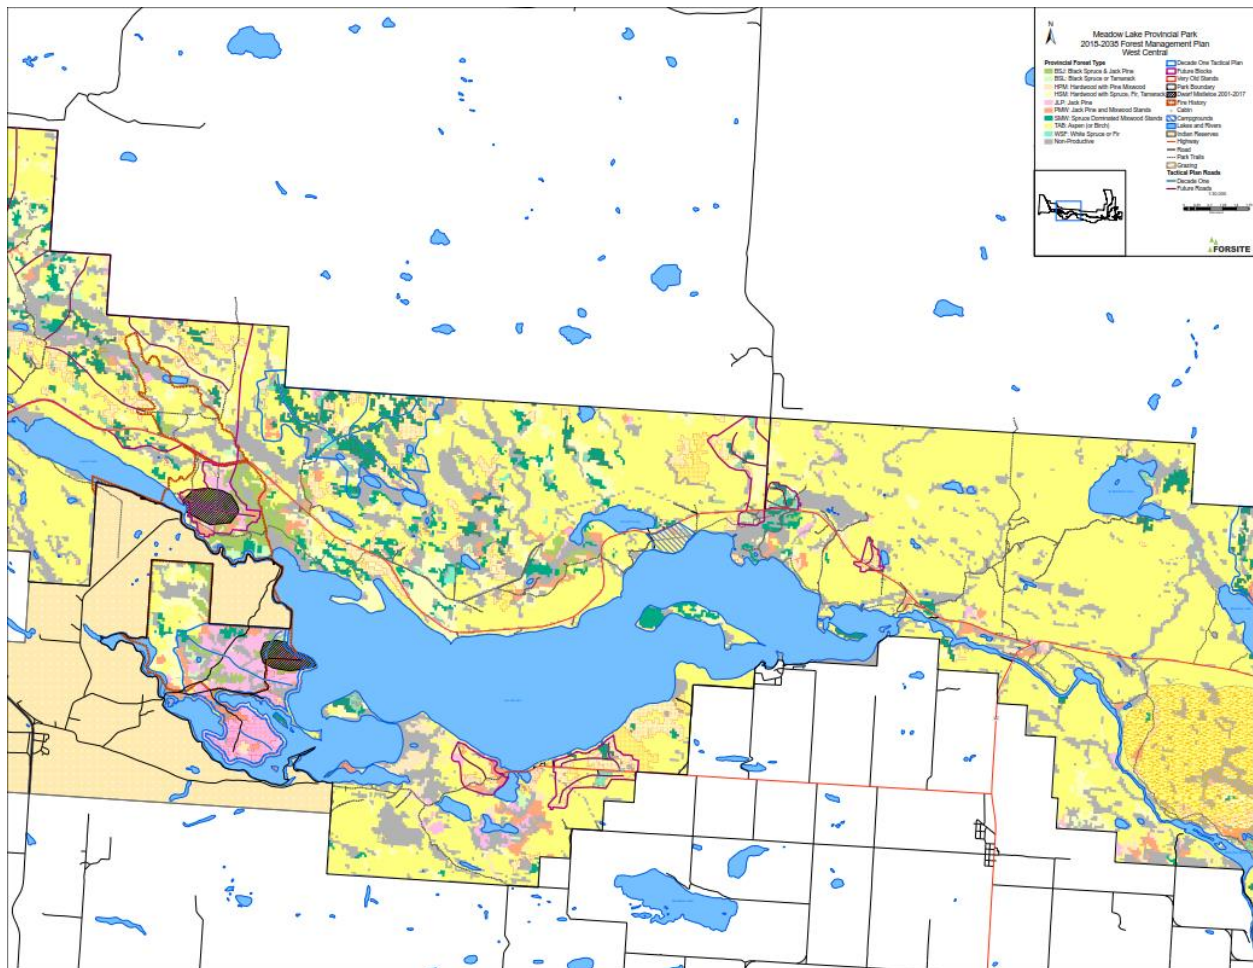 N
Meadow Lake Provincial Park
2018-2038 Forest Management Plan
West Central
Provincial Forest Type
BSJ: Black Spruce & Jack Pine
BSL: Black Spruce or Tamarack
HPM: Hardwood with Pine Mixwood
HSM: Hardwood with Spruce, Fir, Tamarack
JLP: Jack Pine
PMW: Jack Pine and Mixwood Stands
SMW: Spruce Dominated Mixwood Stands
TAB: Aspen (or Birch)
WSF: White Spruce or Fir
Non-Productive
Decade One Tactical Plan
Future Blocks
Very Old Stands
Park Boundary
Dwarf Mistletoe 2001-2017
Fire History
Cabin
Campgrounds
Lakes and Rivers
Indian Reserves
Highway
Road
Park Trails
Grazing
Tactical Plan Roads
Decade One
Future Roads
FORSITE